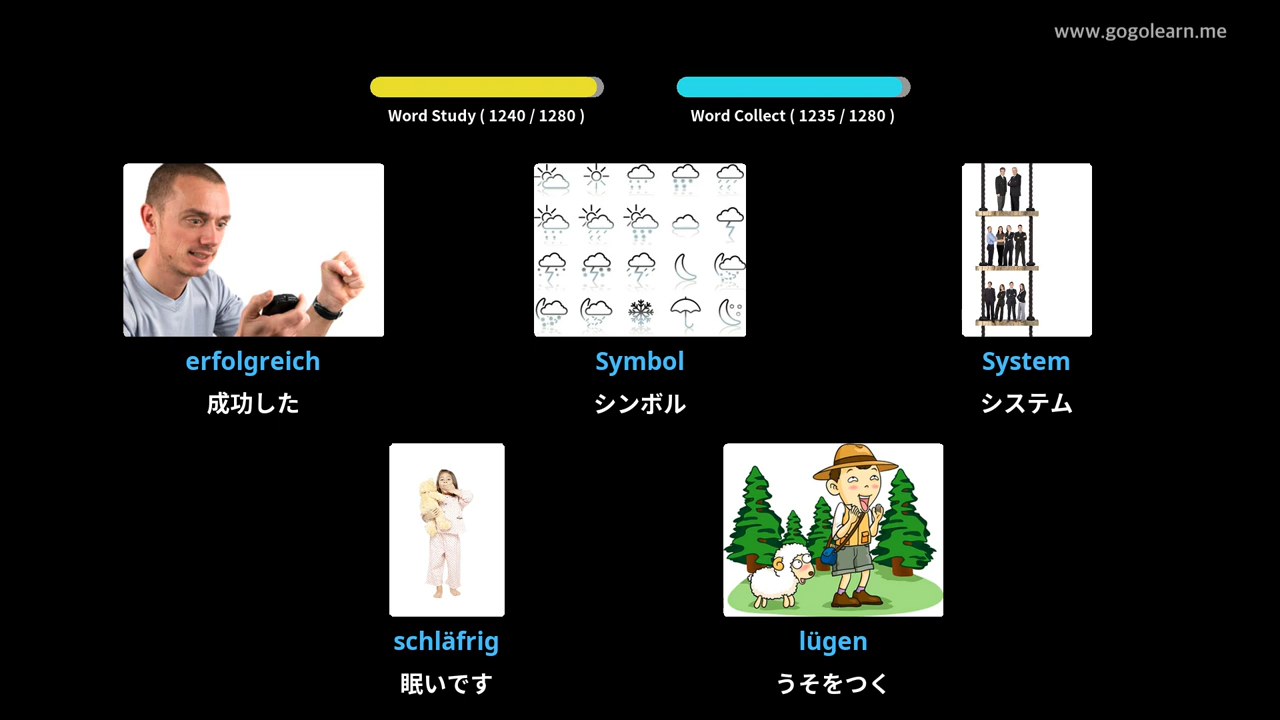 www.gogolearn.me
Word Study ( 1240 / 1280 )
Word Collect ( 1235 / 1280 )
erfolgreich
Symbol
System
成功した
シンボル
システム
schläfrig
lügen
眠いです
うそをつく